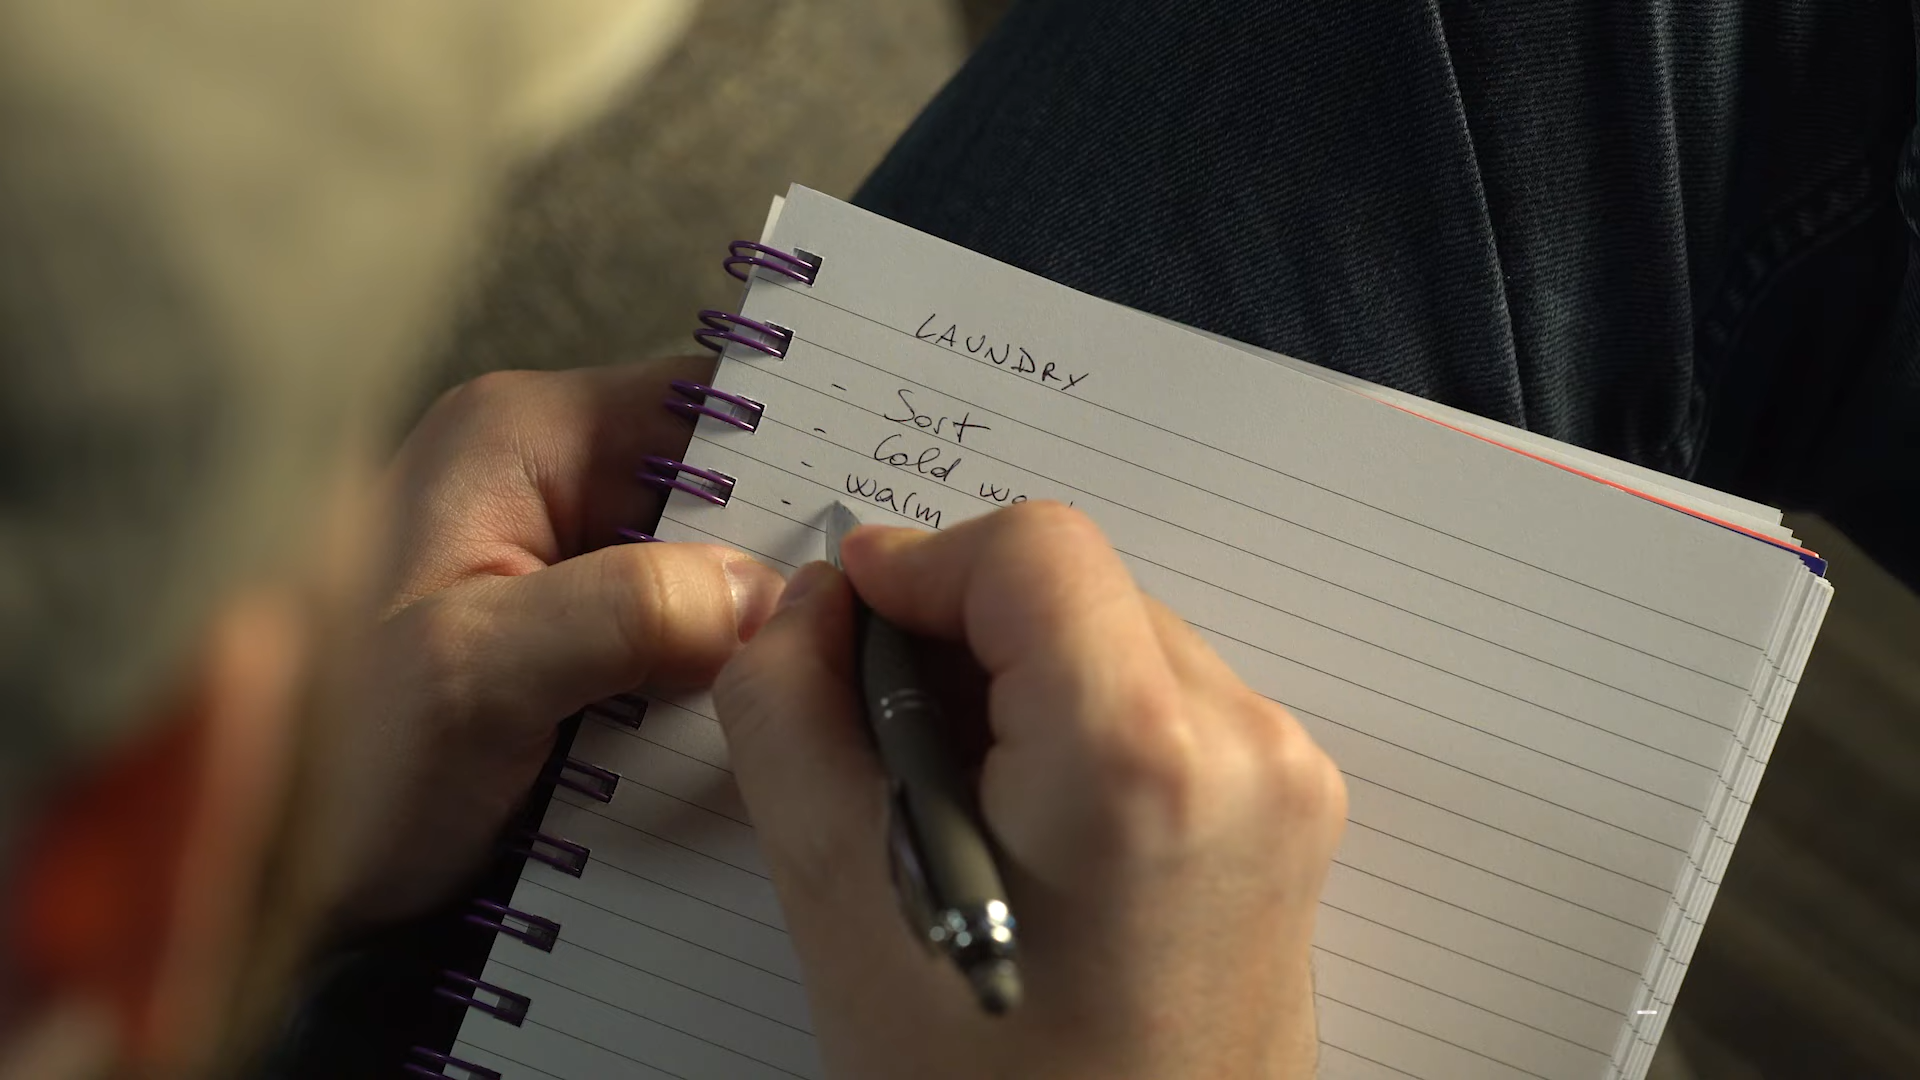 LAUNDRY
- Sort
- Cold
- warm
-